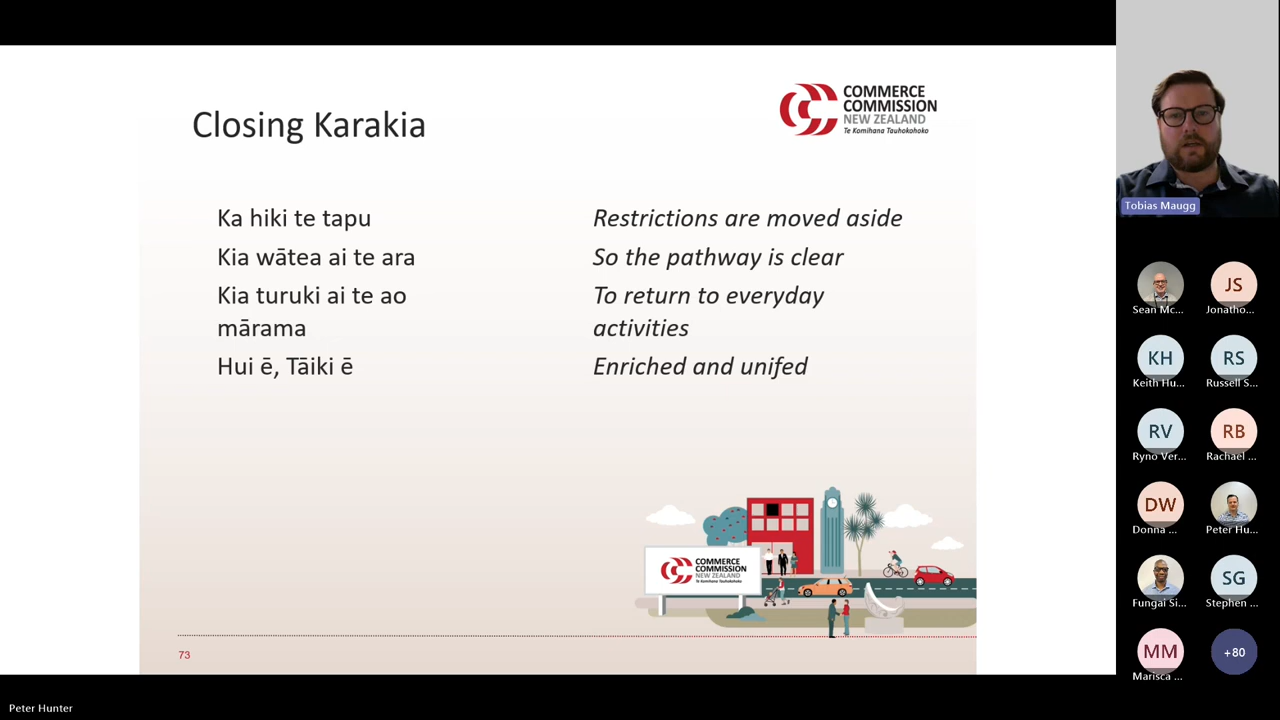 Closing Karakia
COMMERCE
COMMISSION
NEW ZEALAND
Te Komihana Tauhokohoko
Ka hiki te tapu
Kia wātea ai te ara
Kia turuki ai te ao
mārama
Hui ē, Tāiki ē
Restrictions are moved aside
So the pathway is clear
To return to everyday
activities
Enriched and unifed
COMMERCE
COMMISSION
NEW ZEALAND
Te Komihana Tauhokohoko
73
Peter Hunter
Tobias Maugg
Sean Mc...
JS
Jonatho...
KH
Keith Hu...
RS
Russell S...
RV
Ryno Ver...
RB
Rachael ...
DW
Donna ...
Peter Hu...
Fungai Si...
SG
Stephen ...
MM
Marisca ...
+80